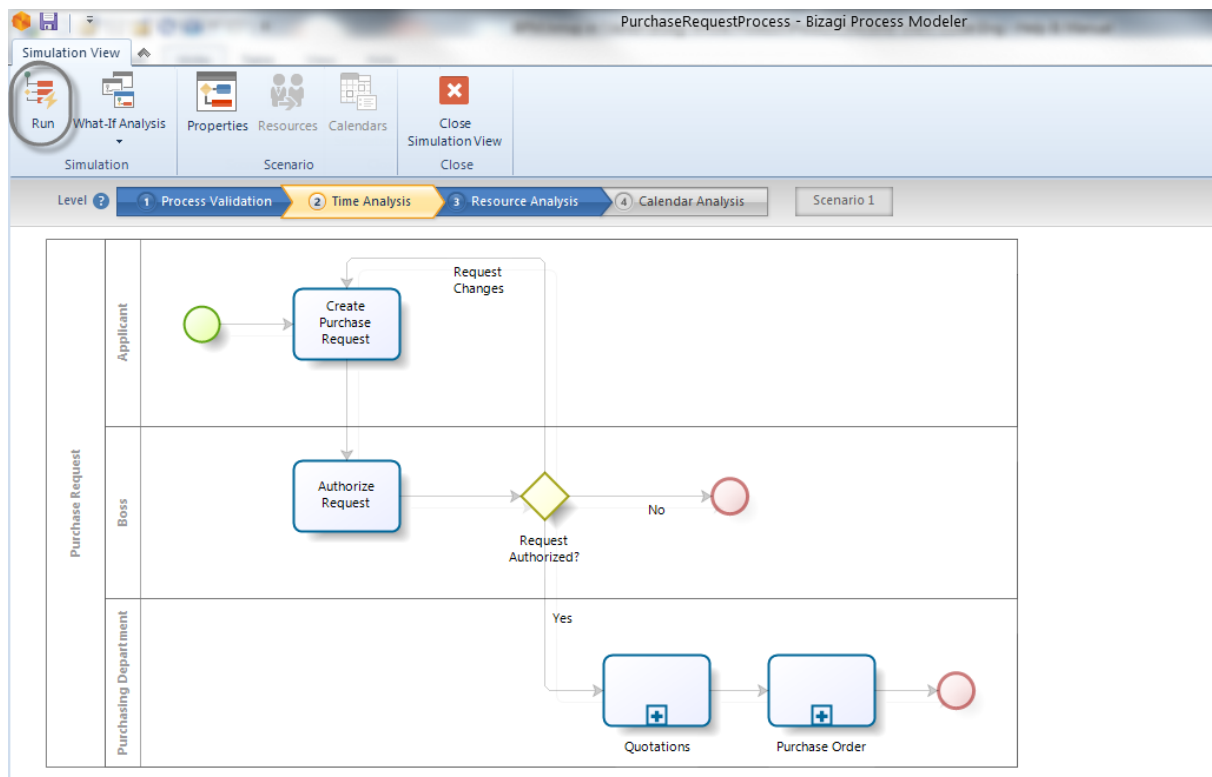 PurchaseRequestProcess - Bizagi Process Modeler
Simulation View
Run
What-If Analysis
Properties
Resources
Calendars
Close
Simulation View
Simulation
Scenario
Close
Level ?
1 Process Validation
2 Time Analysis
3 Resource Analysis
4 Calendar Analysis
Scenario 1
Purchase Request
Applicant
Create
Purchase
Request
Request
Changes
Boss
Authorize
Request
Request
Authorized?
No
Purchasing Department
Yes
Quotations
Purchase Order